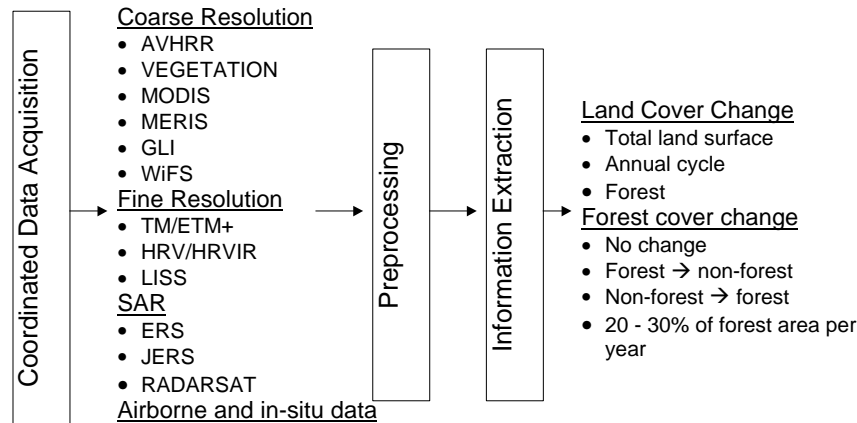 Coordinated Data Acquisition
Coarse Resolution
• AVHRR
• VEGETATION
• MODIS
• MERIS
• GLI
• WiFS
Fine Resolution
• TM/ETM+
• HRV/HRVIR
• LISS
SAR
• ERS
• JERS
• RADARSAT
Airborne and in-situ data
Preprocessing
Information Extraction
Land Cover Change
• Total land surface
• Annual cycle
• Forest
Forest cover change
• No change
• Forest → non-forest
• Non-forest → forest
• 20 - 30% of forest area per
year